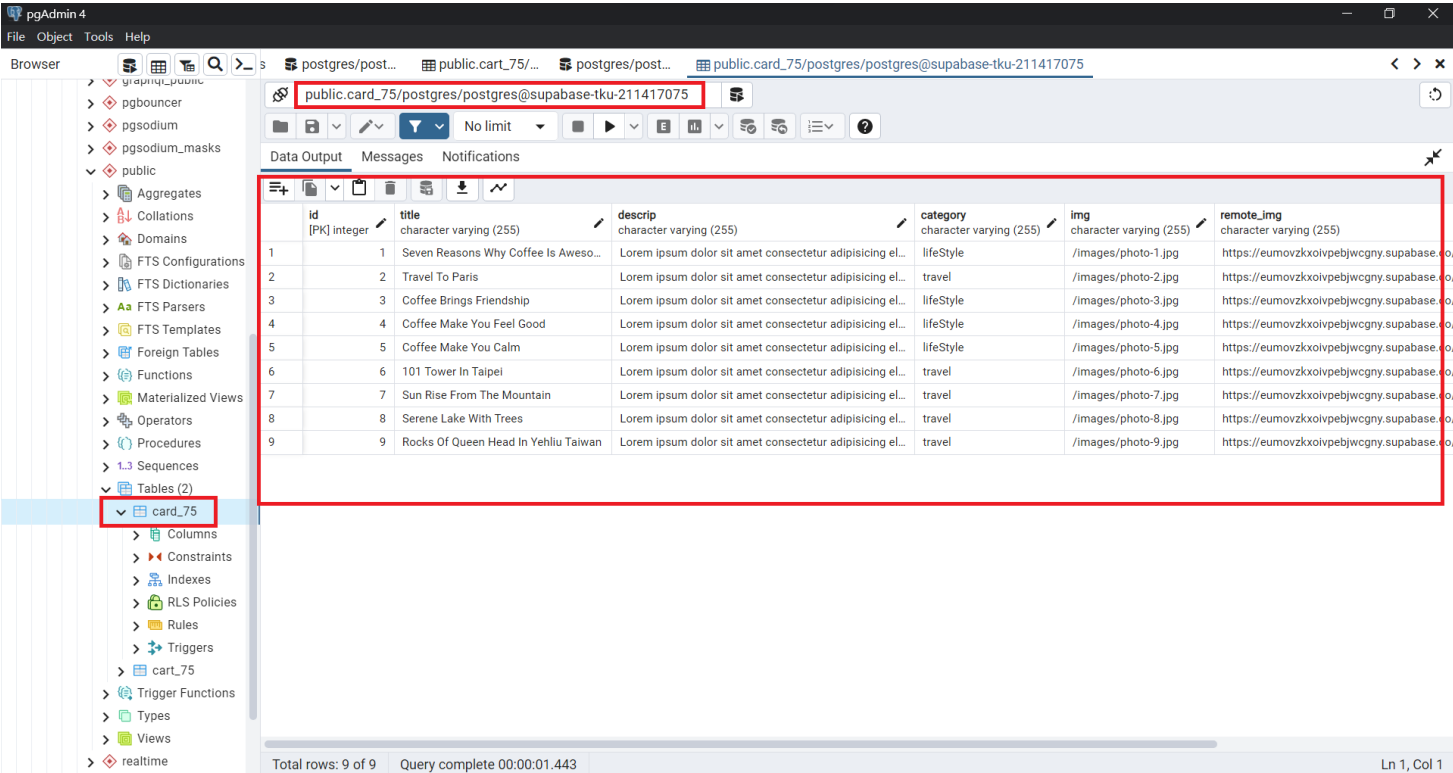 pgAdmin 4
File Object Tools Help
Browser
s postgres/post... public.cart_75/... postgres/post... public.card_75/postgres/postgres@supabase-tku-211417075
public.card_75/postgres/postgres@supabase-tku-211417075
No limit
E
Data Output Messages Notifications
graphql_public
pgbouncer
pgsodium
pgsodium_masks
public
Aggregates
Collations
Domains
FTS Configurations
FTS Dictionaries
Aa FTS Parsers
FTS Templates
Foreign Tables
Functions
Materialized Views
Operators
Procedures
1..3 Sequences
Tables (2)
card_75
Columns
Constraints
Indexes
RLS Policies
Rules
Triggers
cart_75
Trigger Functions
Types
Views
realtime
id title descrip category img remote_img
[PK] integer character varying (255) character varying (255) character varying (255) character varying (255) character varying (255)
1 1 Seven Reasons Why Coffee Is Aweso... Lorem ipsum dolor sit amet consectetur adipisicing el... lifeStyle /images/photo-1.jpg https://eumovzkxoivpebjwcgny.supabase.co/
2 2 Travel To Paris Lorem ipsum dolor sit amet consectetur adipisicing el... travel /images/photo-2.jpg https://eumovzkxoivpebjwcgny.supabase.co/
3 3 Coffee Brings Friendship Lorem ipsum dolor sit amet consectetur adipisicing el... lifeStyle /images/photo-3.jpg https://eumovzkxoivpebjwcgny.supabase.co/
4 4 Coffee Make You Feel Good Lorem ipsum dolor sit amet consectetur adipisicing el... lifeStyle /images/photo-4.jpg https://eumovzkxoivpebjwcgny.supabase.co/
5 5 Coffee Make You Calm Lorem ipsum dolor sit amet consectetur adipisicing el... lifeStyle /images/photo-5.jpg https://eumovzkxoivpebjwcgny.supabase.co/
6 6 101 Tower In Taipei Lorem ipsum dolor sit amet consectetur adipisicing el... travel /images/photo-6.jpg https://eumovzkxoivpebjwcgny.supabase.co/
7 7 Sun Rise From The Mountain Lorem ipsum dolor sit amet consectetur adipisicing el... travel /images/photo-7.jpg https://eumovzkxoivpebjwcgny.supabase.co/
8 8 Serene Lake With Trees Lorem ipsum dolor sit amet consectetur adipisicing el... travel /images/photo-8.jpg https://eumovzkxoivpebjwcgny.supabase.co/
9 9 Rocks Of Queen Head In Yehliu Taiwan Lorem ipsum dolor sit amet consectetur adipisicing el... travel /images/photo-9.jpg https://eumovzkxoivpebjwcgny.supabase.co/
Total rows: 9 of 9 Query complete 00:00:01.443 Ln 1, Col 1